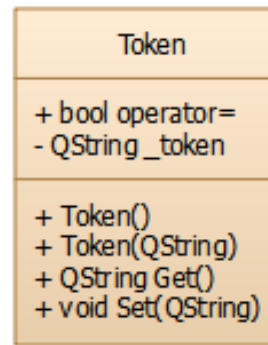 Token
+ bool operator=
- QString _token
+ Token()
+ Token(QString)
+ QString Get()
+ void Set(QString)